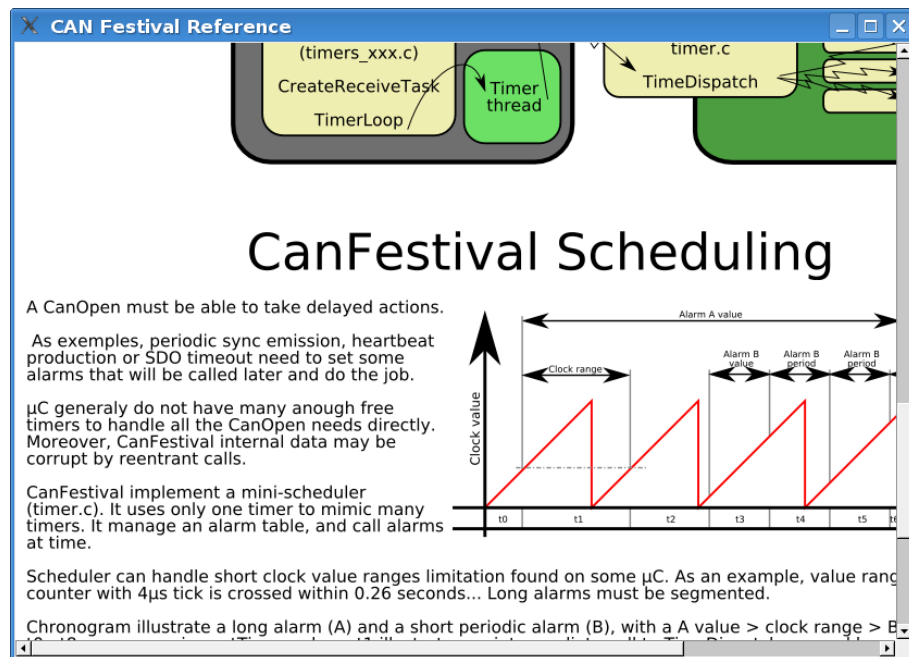 CAN Festival Reference
(timers_xxx.c)
CreateReceiveTask
TimerLoop
Timer
thread
timer.c
TimeDispatch
CanFestival Scheduling
A CanOpen must be able to take delayed actions.
As exemples, periodic sync emission, heartbeat
production or SDO timeout need to set some
alarms that will be called later and do the job.
µC generaly do not have many anough free
timers to handle all the CanOpen needs directly.
Moreover, CanFestival internal data may be
corrupt by reentrant calls.
CanFestival implement a mini-scheduler
(timer.c). It uses only one timer to mimic many
timers. It manage an alarm table, and call alarms
at time.
Alarm A value
Clock range
Alarm B
value
Alarm B
period
Alarm B
period
Clock value
t0 t1 t2 t3 t4 t5
Scheduler can handle short clock value ranges limitation found on some µC. As an example, value rang
counter with 4µs tick is crossed within 0.26 seconds... Long alarms must be segmented.
Chronogram illustrate a long alarm (A) and a short periodic alarm (B), with a A value > clock range > B